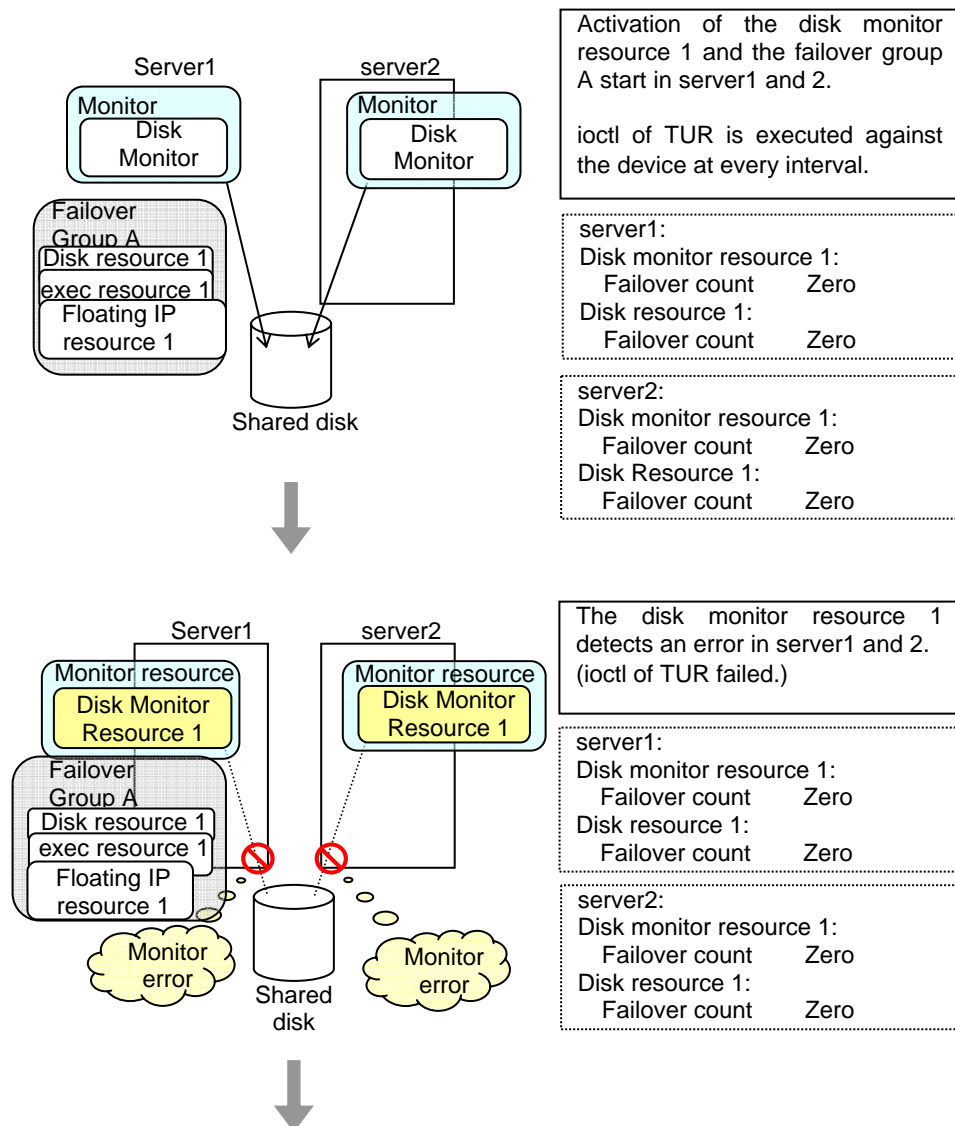 Server1
server2
Monitor
Disk
Monitor
Disk
Monitor
Failover
Group A
Disk resource 1
exec resource 1
Floating IP
resource 1
Shared disk
Activation of the disk monitor
resource 1 and the failover group
A start in server1 and 2.
ioctl of TUR is executed against
the device at every interval.
server1:
Disk monitor resource 1:
Failover count Zero
Disk resource 1:
Failover count Zero
server2:
Disk monitor resource 1:
Failover count Zero
Disk Resource 1:
Failover count Zero
Server1
server2
Monitor resource
Disk Monitor
Resource 1
Monitor resource
Disk Monitor
Resource 1
Failover
Group A
Disk resource 1
exec resource 1
Floating IP
resource 1
Monitor
error
Shared
disk
Monitor
error
The disk monitor resource 1
detects an error in server1 and 2.
(ioctl of TUR failed.)
server1:
Disk monitor resource 1:
Failover count Zero
Disk resource 1:
Failover count Zero
server2:
Disk monitor resource 1:
Failover count Zero
Disk resource 1:
Failover count Zero